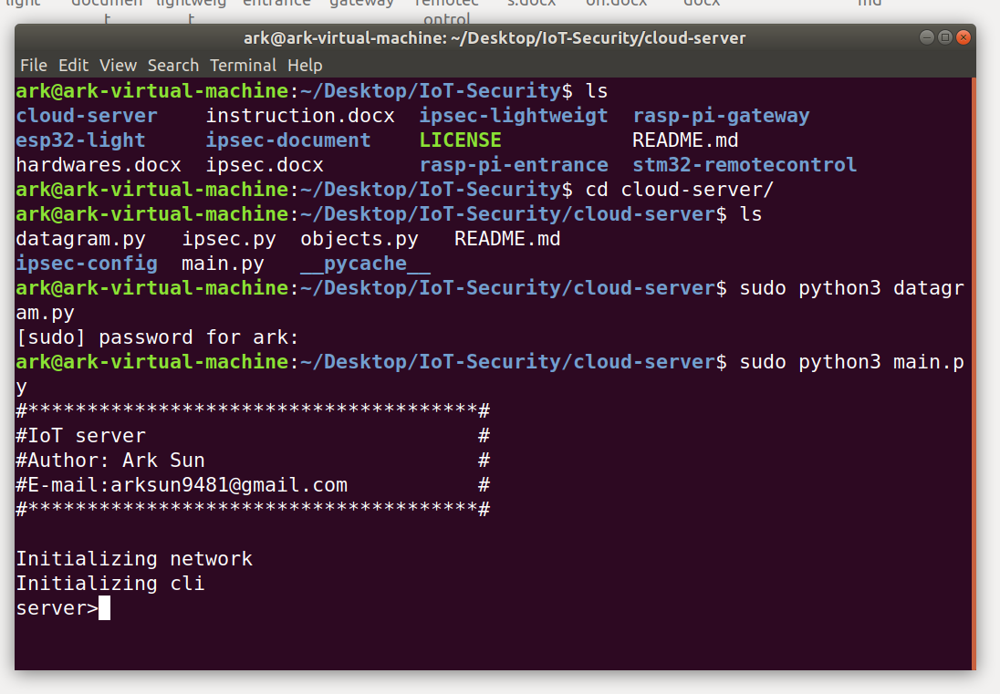 light documen lightweig entrance gateway remotec s.docx on.docx docx md
t t ontrol
ark@ark-virtual-machine: ~/Desktop/IoT-Security/cloud-server
File Edit View Search Terminal Help
ark@ark-virtual-machine:~/Desktop/IoT-Security$ ls
cloud-server instruction.docx ipsec-lightweigt rasp-pi-gateway
esp32-light ipsec-document LICENSE README.md
hardwares.docx ipsec.docx rasp-pi-entrance stm32-remotecontrol
ark@ark-virtual-machine:~/Desktop/IoT-Security$ cd cloud-server/
ark@ark-virtual-machine:~/Desktop/IoT-Security/cloud-server$ ls
datagram.py ipsec.py objects.py README.md
ipsec-config main.py __pycache__
ark@ark-virtual-machine:~/Desktop/IoT-Security/cloud-server$ sudo python3 datagr
am.py
[sudo] password for ark:
ark@ark-virtual-machine:~/Desktop/IoT-Security/cloud-server$ sudo python3 main.p
y
#**************************************#
#IoT server #
#Author: Ark Sun #
#E-mail:arksun9481@gmail.com #
#**************************************#
Initializing network
Initializing cli
server>